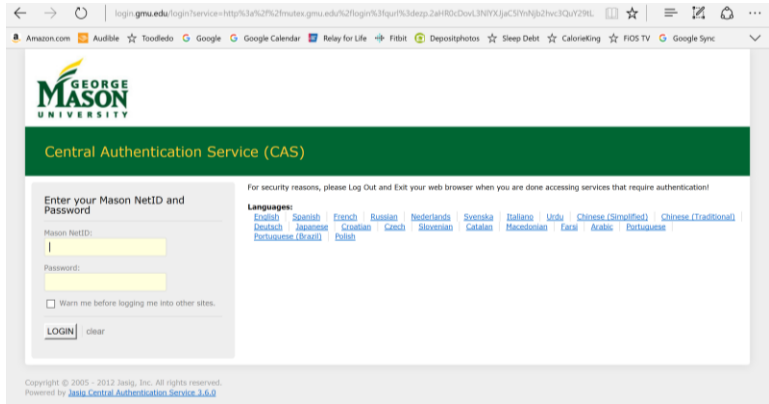 login.gmu.edu/login?service=http%3a%2f%2fmutex.gmu.edu%2flogin%3fqurl%3dezp.
Amazon.com Audible Toodledo Google Google Calendar Relay for Life Fitbit Depositphotos Sleep Debt CalorieKing FiOS TV Google Sync
GEORGE
MASON
UNIVERSITY
Central Authentication Service (CAS)
Enter your Mason NetID and
Password
Mason NetID:
Password:
Warn me before logging me into other sites.
LOGIN clear
For security reasons, please Log Out and Exit your web browser when you are done accessing services that require authentication!
Languages:
English Spanish French Russian Nederlands Svenska Italiano Urdu Chinese (Simplified) Chinese (Traditional)
Deutsch Japanese Croatian Czech Slovenian Catalan Macedonian Farsi Arabic Portuguese
Portuguese (Brazil) Polish
Copyright © 2005 - 2012 Jasig, Inc. All rights reserved.
Powered by Jasig Central Authentication Service 3.6.0